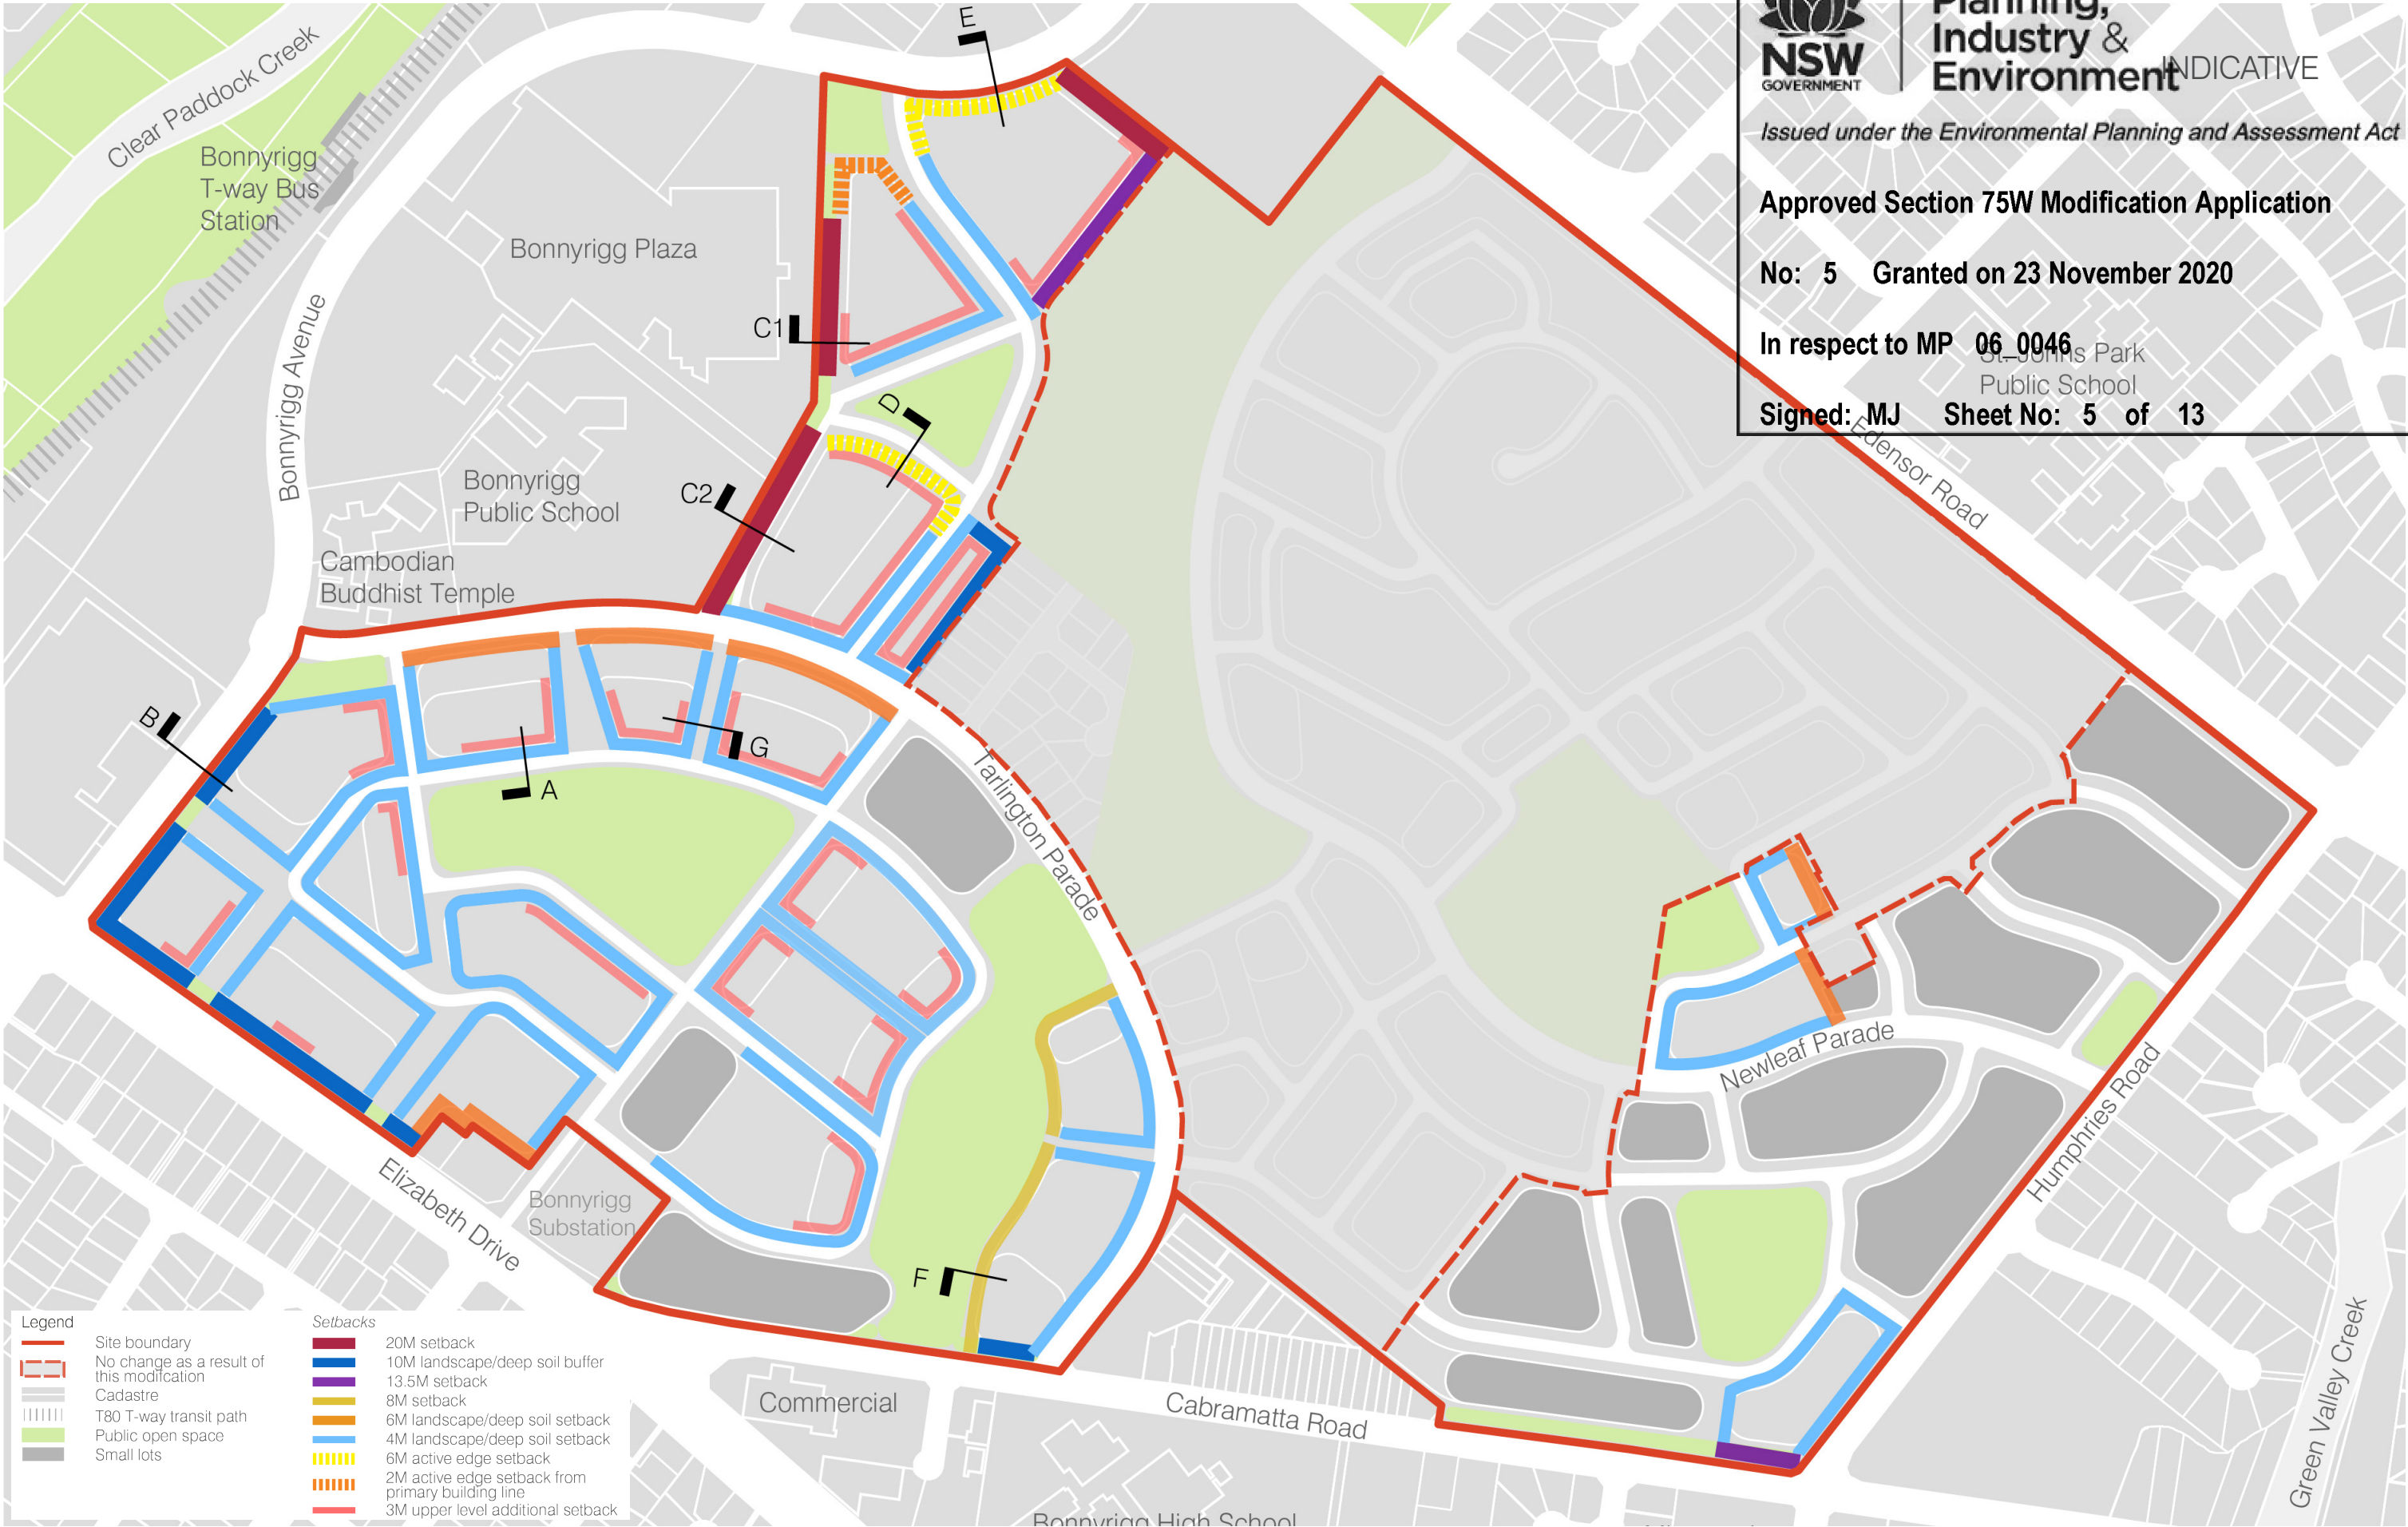 E
Planning,
Industry &
Environment
INDICATIVE
NSW
GOVERNMENT
Issued under the Environmental Planning and Assessment Act
Approved Section 75W Modification Application
No: 5 Granted on 23 November 2020
In respect to MP 06_0046
St Johns Park
Public School
Signed: MJ Sheet No: 5 of 13
Clear Paddock Creek
Bonnyrigg
T-way Bus
Station
Bonnyrigg Plaza
Bonnyrigg Avenue
C1
D
Edensor Road
Bonnyrigg
Public School
C2
Cambodian
Buddhist Temple
B
G
A
Tarlington Parade
Newleaf Parade
Humphries Road
Elizabeth Drive
Bonnyrigg
Substation
F
Commercial
Cabramatta Road
Green Valley Creek
Bonnyrigg High School
Legend
Site boundary
No change as a result of
this modifcation
Cadastre
T80 T-way transit path
Public open space
Small lots
Setbacks
20M setback
10M landscape/deep soil buffer
13.5M setback
8M setback
6M landscape/deep soil setback
4M landscape/deep soil setback
6M active edge setback
2M active edge setback from
primary building line
3M upper level additional setback